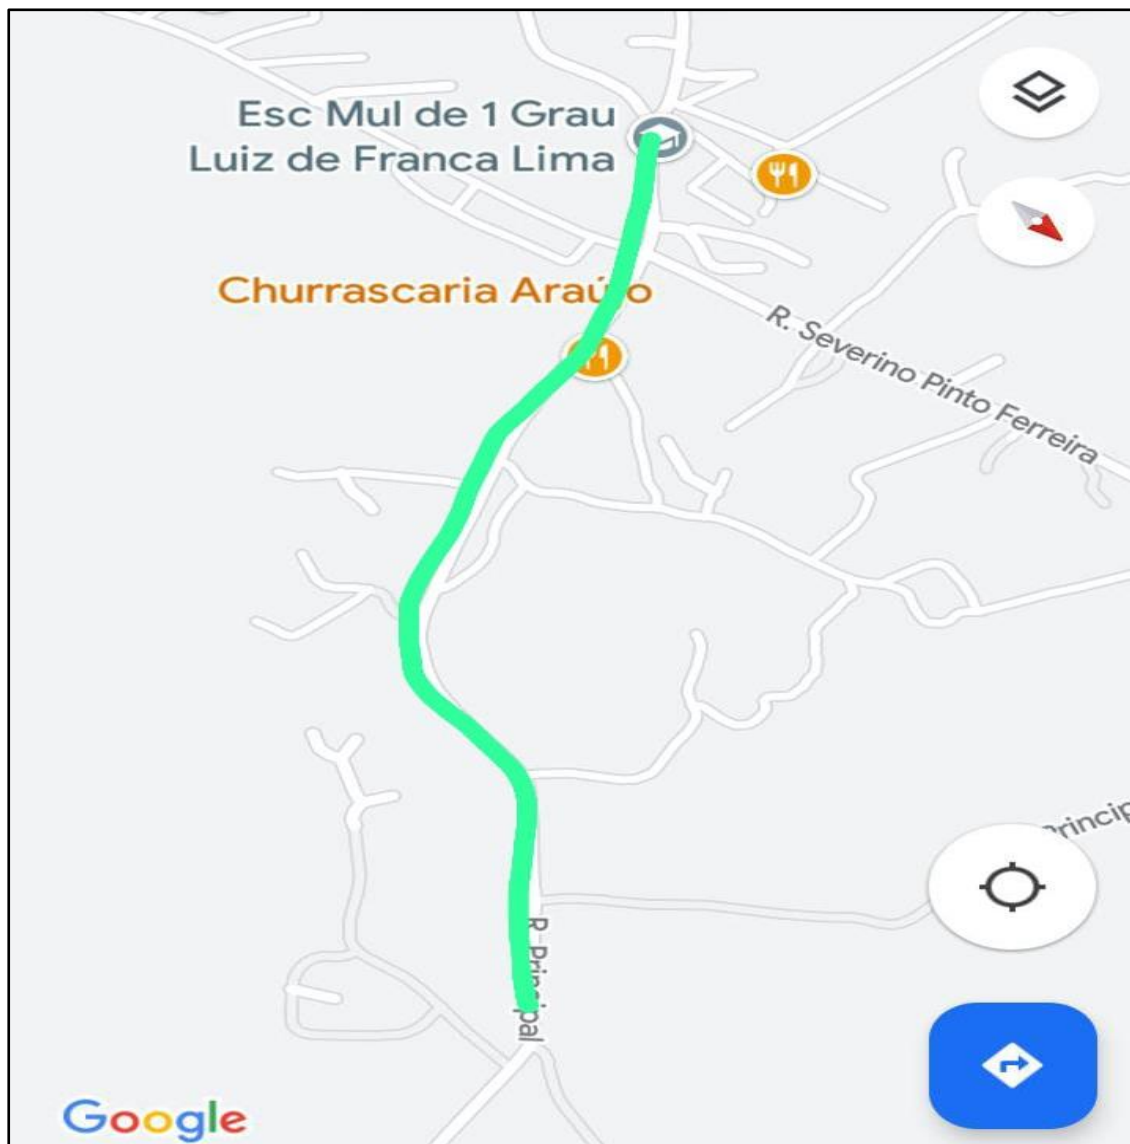 Esc Mul de 1 Grau
Luiz de Franca Lima
Churrascaria Araújo
R. Severino Pinto Ferreira
R. Principal
Google